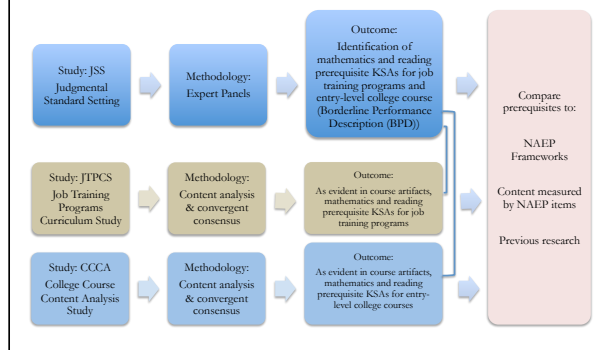 Study: JSS
Judgmental
Standard Setting
Methodology:
Expert Panels
Outcome:
Identification of
mathematics and reading
prerequisite KSAs for job
training programs and
entry-level college course
(Borderline Performance
Description (BPD))
Study: JTPCS
Job Training
Programs
Curriculum Study
Methodology:
Content analysis
& convergent
consensus
Outcome:
As evident in course artifacts,
mathematics and reading
prerequisite KSAs for job
training programs
Study: CCCA
College Course
Content Analysis
Study
Methodology:
Content analysis
& convergent
consensus
Outcome:
As evident in course artifacts,
mathematics and reading
prerequisite KSAs for entry-
level college courses
Compare
prerequisites to:
NAEP
Frameworks
Content measured
by NAEP items
Previous research